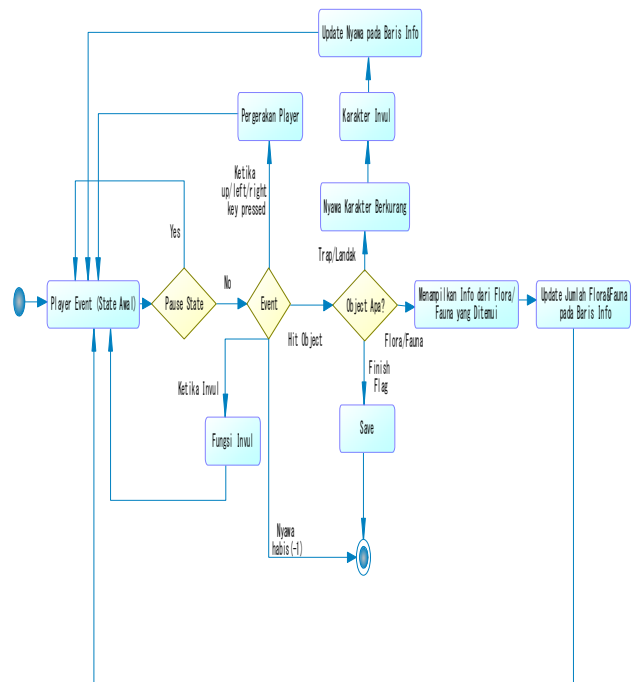 Update Nyawa pada Baris Info
Pergerakan Player
Karakter Invul
Ketika
up/left/right
key pressed
Nyawa Karakter Berkurang
Yes
Trap/Landak
No
Player Event (State Awal)
Pause State
Event
Object Apa?
Menampilkan Info dari Flora/
Fauna yang Ditemui
Update Jumlah Flora&Fauna
pada Baris Info
Hit Object
Flora/Fauna
Finish
Flag
Ketika Invul
Fungsi Invul
Save
Nyawa
habis(-1)